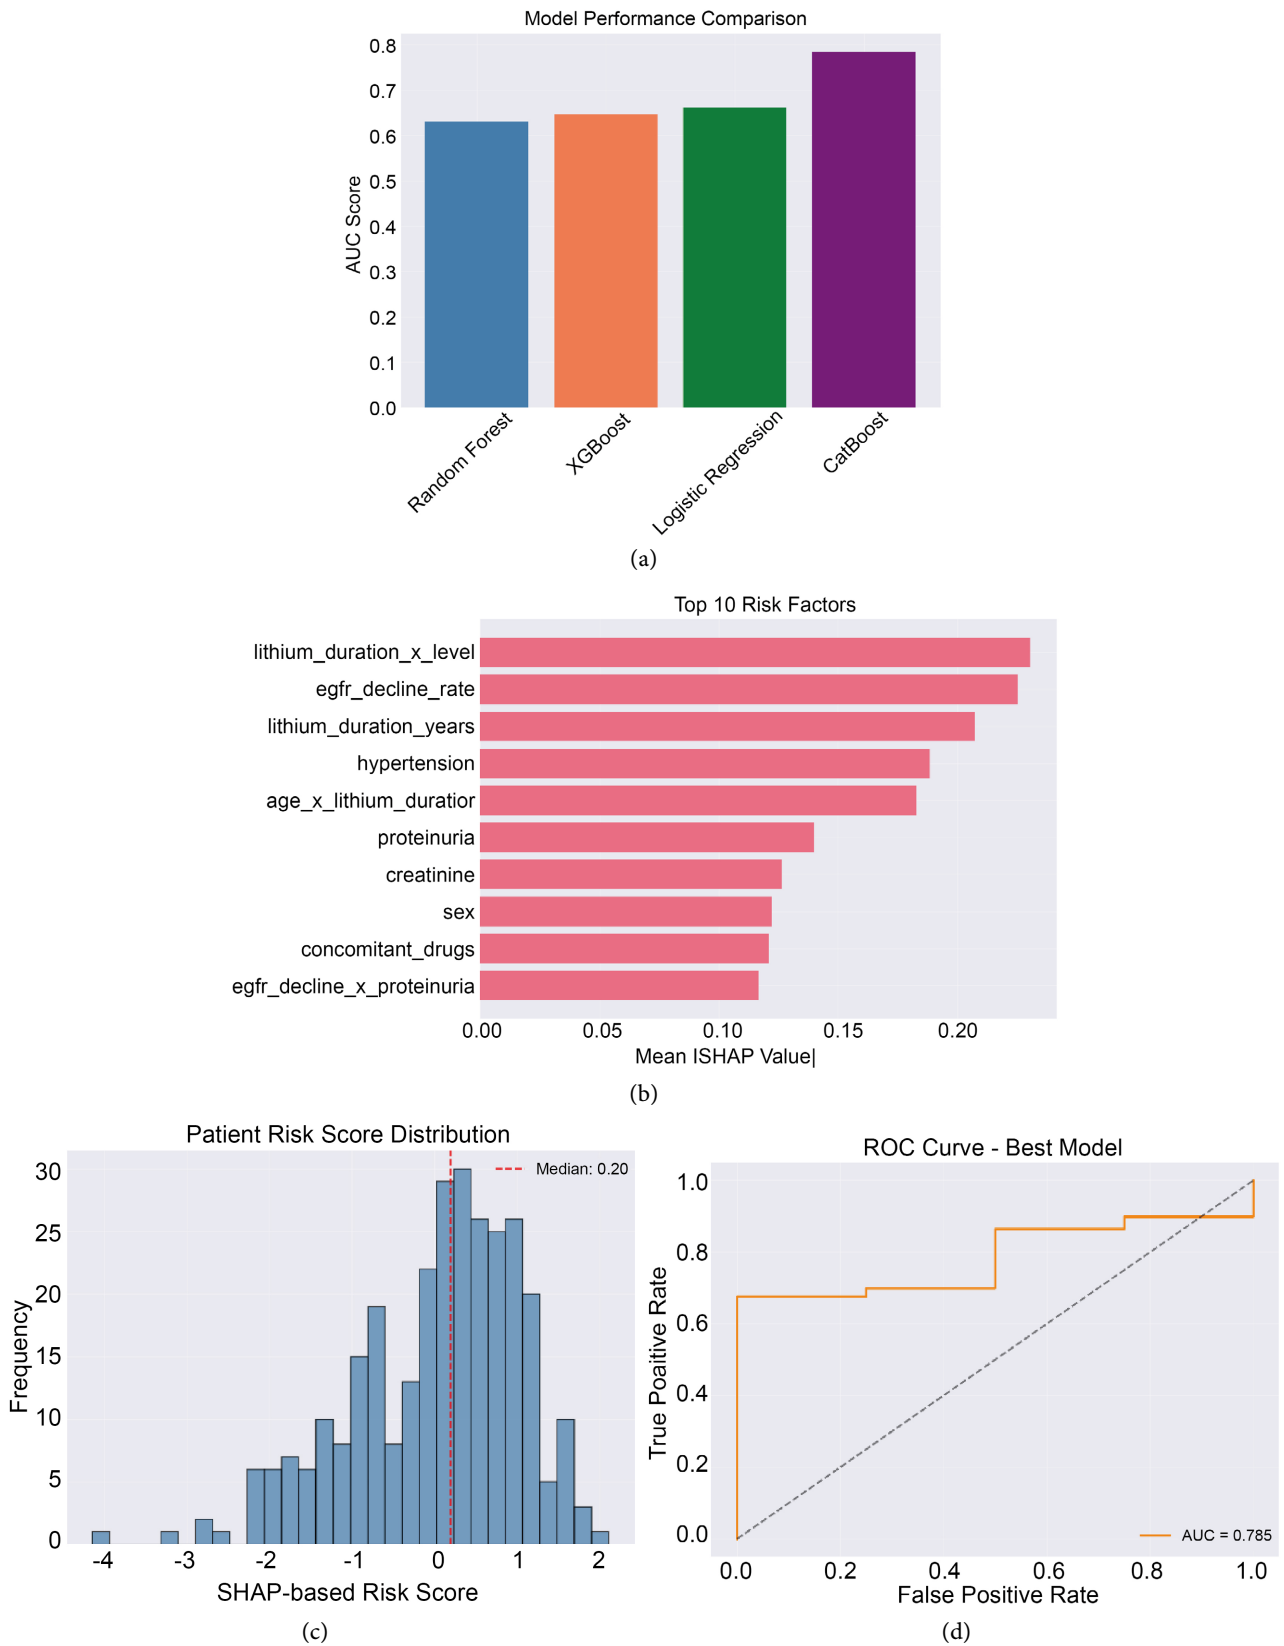 Model Performance Comparison
AUC Score
0.8
0.7
0.6
0.5
0.4
0.3
0.2
0.1
0.0
Random Forest
XGBoost
Logistic Regression
CatBoost
(a)
Top 10 Risk Factors
lithium_duration_x_level
egfr_decline_rate
lithium_duration_years
hypertension
age_x_lithium_duratior
proteinuria
creatinine
sex
concomitant_drugs
egfr_decline_x_proteinuria
0.00 0.05 0.10 0.15 0.20
Mean ISHAP Value|
(b)
Patient Risk Score Distribution
Median: 0.20
Frequency
30
25
20
15
10
5
0
-4 -3 -2 -1 0 1 2
SHAP-based Risk Score
(c)
ROC Curve - Best Model
True Poaitive Rate
1.0
0.8
0.6
0.4
0.2
0.0
AUC = 0.785
0.0 0.2 0.4 0.6 0.8 1.0
False Positive Rate
(d)